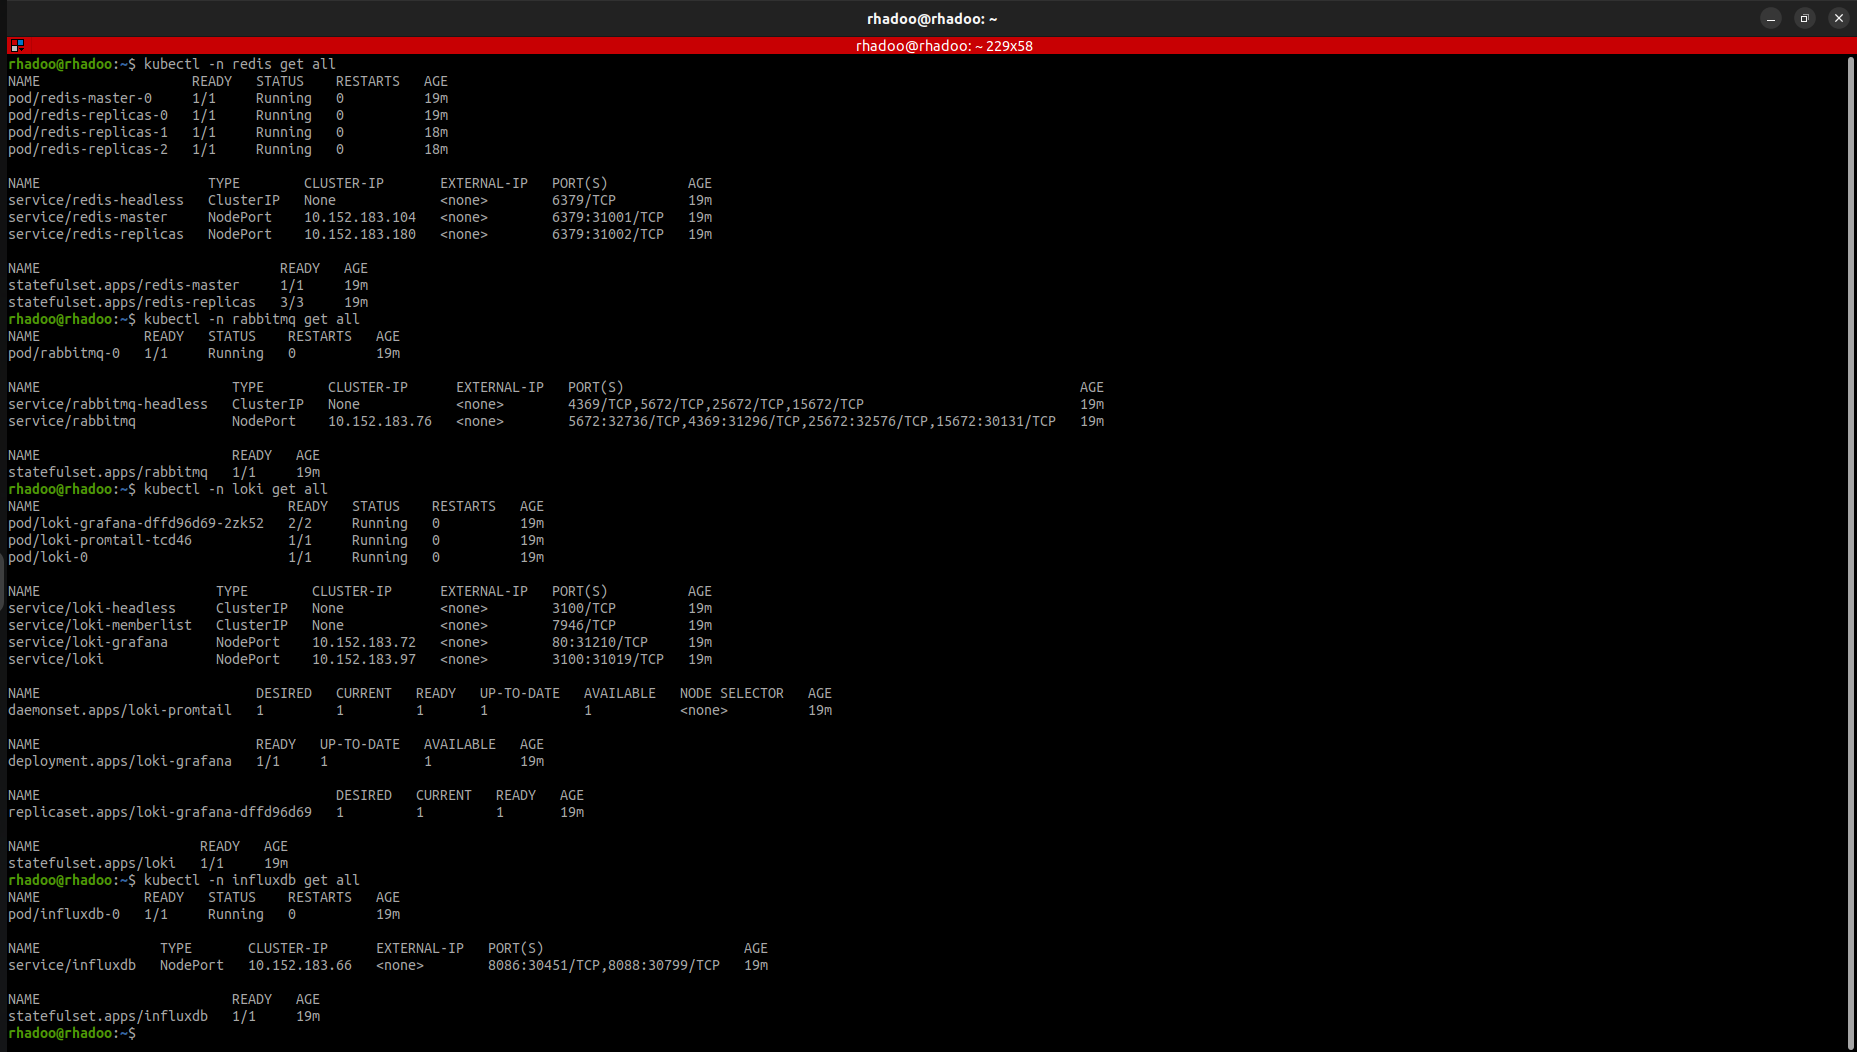 rhadoo@rhadoo: ~
rhadoo@rhadoo: ~ 229x58
rhadoo@rhadoo:~$ kubectl -n redis get all
NAME                   READY   STATUS    RESTARTS   AGE
pod/redis-master-0     1/1     Running   0          19m
pod/redis-replicas-0   1/1     Running   0          19m
pod/redis-replicas-1   1/1     Running   0          18m
pod/redis-replicas-2   1/1     Running   0          18m

NAME                     TYPE        CLUSTER-IP       EXTERNAL-IP   PORT(S)          AGE
service/redis-headless   ClusterIP   None             <none>        6379/TCP         19m
service/redis-master     NodePort    10.152.183.104   <none>        6379:31001/TCP   19m
service/redis-replicas   NodePort    10.152.183.180   <none>        6379:31002/TCP   19m

NAME                              READY   AGE
statefulset.apps/redis-master     1/1     19m
statefulset.apps/redis-replicas   3/3     19m
rhadoo@rhadoo:~$ kubectl -n rabbitmq get all
NAME             READY   STATUS    RESTARTS   AGE
pod/rabbitmq-0   1/1     Running   0          19m

NAME                        TYPE        CLUSTER-IP      EXTERNAL-IP   PORT(S)                                                         AGE
service/rabbitmq-headless   ClusterIP   None            <none>        4369/TCP,5672/TCP,25672/TCP,15672/TCP                           19m
service/rabbitmq            NodePort    10.152.183.76   <none>        5672:32736/TCP,4369:31296/TCP,25672:32576/TCP,15672:30131/TCP   19m

NAME                        READY   AGE
statefulset.apps/rabbitmq   1/1     19m
rhadoo@rhadoo:~$ kubectl -n loki get all
NAME                               READY   STATUS    RESTARTS   AGE
pod/loki-grafana-dffd96d69-2zk52   2/2     Running   0          19m
pod/loki-promtail-tcd46            1/1     Running   0          19m
pod/loki-0                         1/1     Running   0          19m

NAME                      TYPE        CLUSTER-IP      EXTERNAL-IP   PORT(S)          AGE
service/loki-headless     ClusterIP   None            <none>        3100/TCP         19m
service/loki-memberlist   ClusterIP   None            <none>        7946/TCP         19m
service/loki-grafana      NodePort    10.152.183.72   <none>        80:31210/TCP     19m
service/loki              NodePort    10.152.183.97   <none>        3100:31019/TCP   19m

NAME                           DESIRED   CURRENT   READY   UP-TO-DATE   AVAILABLE   NODE SELECTOR   AGE
daemonset.apps/loki-promtail   1         1         1       1            1           <none>          19m

NAME                           READY   UP-TO-DATE   AVAILABLE   AGE
deployment.apps/loki-grafana   1/1     1            1           19m

NAME                                     DESIRED   CURRENT   READY   AGE
replicaset.apps/loki-grafana-dffd96d69   1         1         1       19m

NAME                    READY   AGE
statefulset.apps/loki   1/1     19m
rhadoo@rhadoo:~$ kubectl -n influxdb get all
NAME             READY   STATUS    RESTARTS   AGE
pod/influxdb-0   1/1     Running   0          19m

NAME               TYPE       CLUSTER-IP      EXTERNAL-IP   PORT(S)                         AGE
service/influxdb   NodePort   10.152.183.66   <none>        8086:30451/TCP,8088:30799/TCP   19m

NAME                        READY   AGE
statefulset.apps/influxdb   1/1     19m
rhadoo@rhadoo:~$